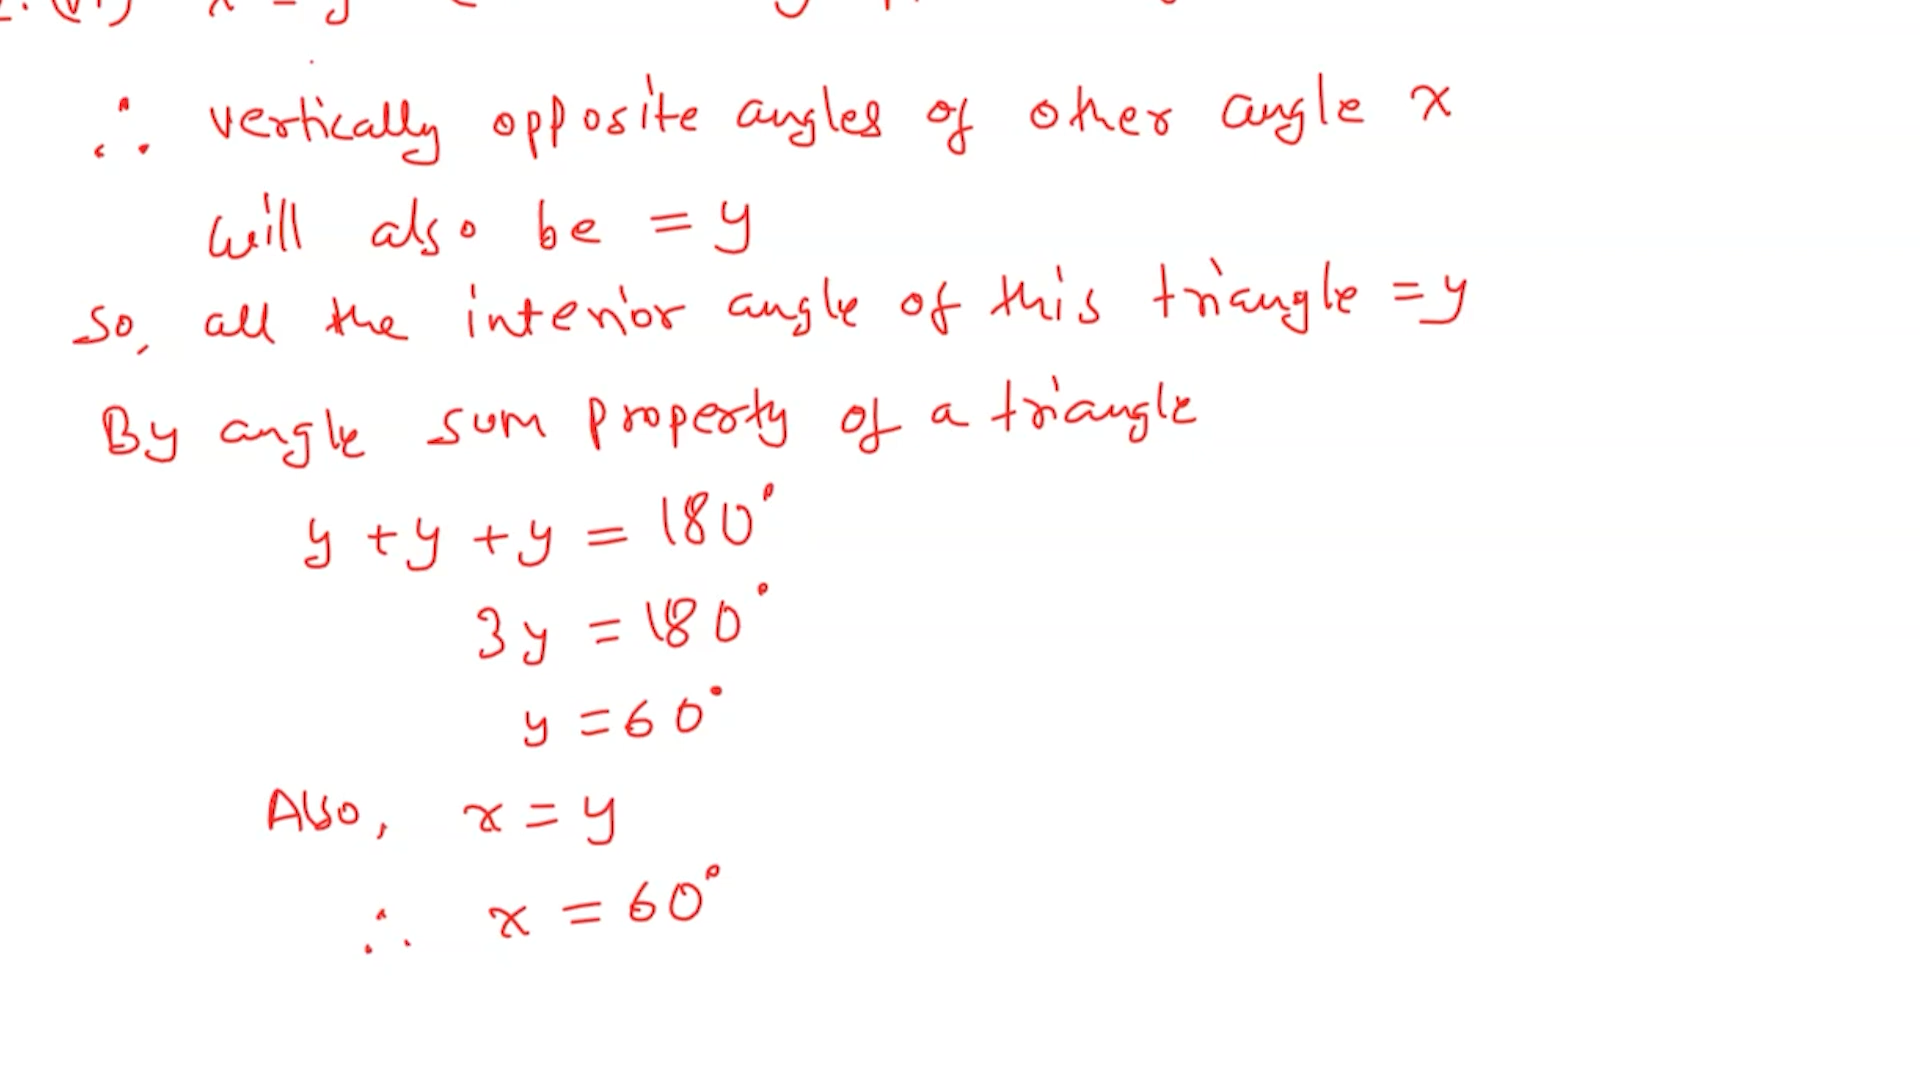 ∴ vertically opposite angles of other angle x
will also be = y
So, all the interior angle of this triangle = y
By angle sum property of a triangle
y + y + y = 180°
3y = 180°
y = 60°
Also, x = y
∴ x = 60°